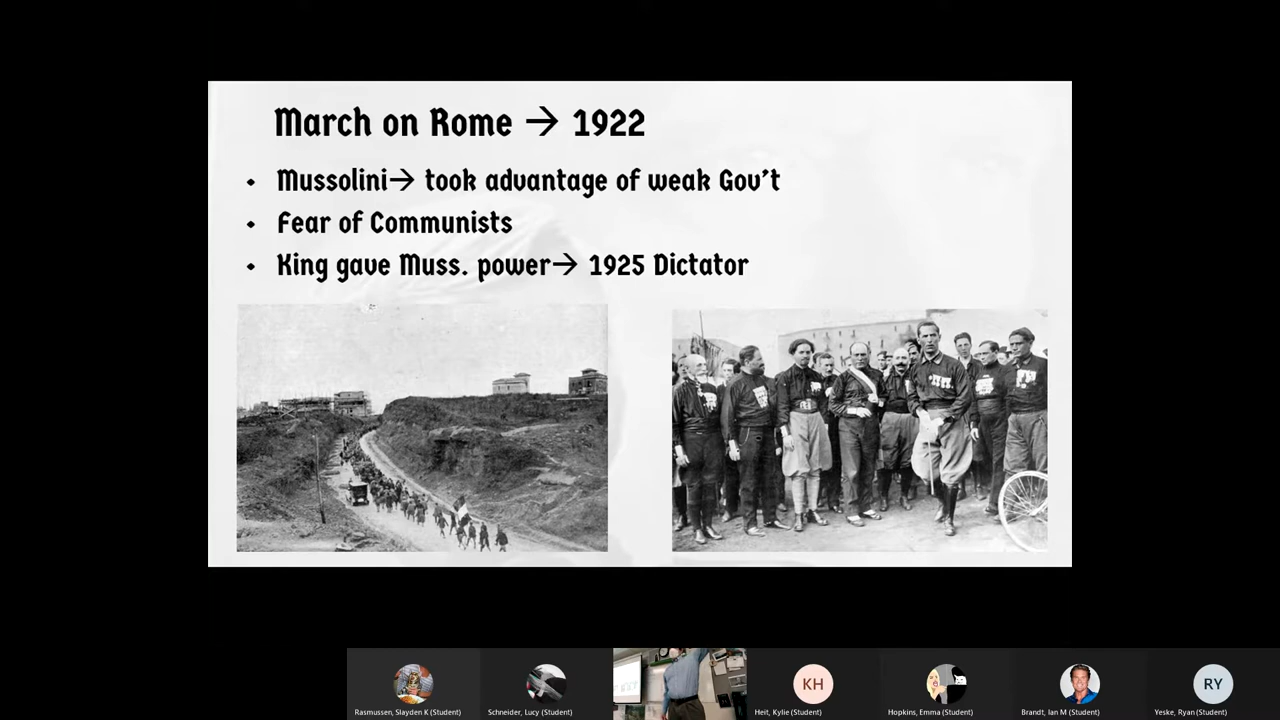 March on Rome → 1922
• Mussolini→ took advantage of weak Gov't
• Fear of Communists
• King gave Muss. power→ 1925 Dictator
Rasmussen, Slayden K (Student)
Schneider, Lucy (Student)
KH
Heit, Kylie (Student)
Hopkins, Emma (Student)
Brandt, Ian M (Student)
RY
Yeske, Ryan (Student)